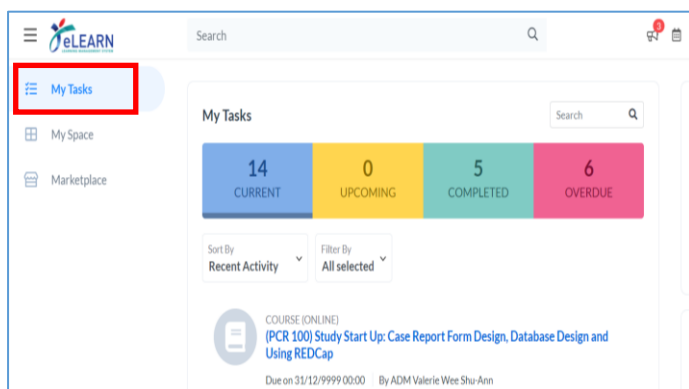 eLEARN
Search
3
My Tasks
My Space
Marketplace
My Tasks
Search
14
CURRENT
0
UPCOMING
5
COMPLETED
6
OVERDUE
Sort By
Recent Activity
Filter By
All selected
COURSE (ONLINE)
(PCR 100) Study Start Up: Case Report Form Design, Database Design and
Using REDCap
Due on 31/12/9999 00:00 By ADM Valerie Wee Shu-Ann